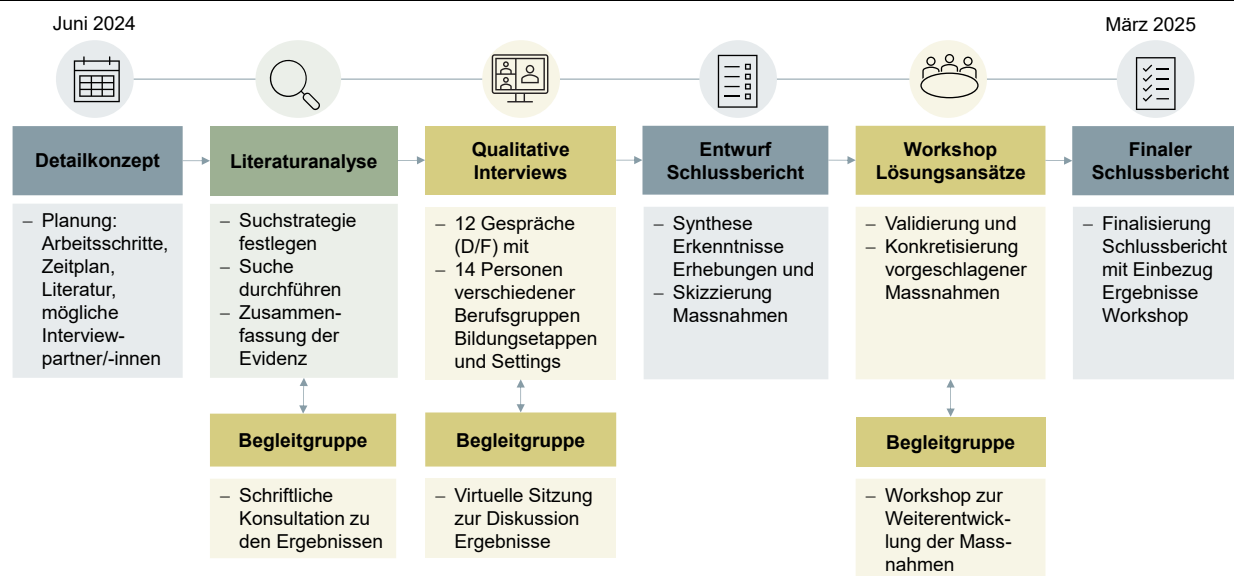 Juni 2024
März 2025
Detailkonzept
– Planung:
Arbeitsschritte,
Zeitplan,
Literatur,
mögliche
Interview-
partner/-innen
Literaturanalyse
– Suchstrategie
festlegen
– Suche
durchführen
– Zusammen-
fassung der
Evidenz
Begleitgruppe
– Schriftliche
Konsultation zu
den Ergebnissen
Qualitative
Interviews
– 12 Gespräche
(D/F) mit
– 14 Personen
verschiedener
Berufsgruppen
Bildungsetappen
und Settings
Begleitgruppe
– Virtuelle Sitzung
zur Diskussion
Ergebnisse
Entwurf
Schlussbericht
– Synthese
Erkenntnisse
Erhebungen und
– Skizzierung
Massnahmen
Workshop
Lösungsansätze
– Validierung und
– Konkretisierung
vorgeschlagener
Massnahmen
Begleitgruppe
– Workshop zur
Weiterentwick-
lung der Mass-
nahmen
Finaler
Schlussbericht
– Finalisierung
Schlussbericht
mit Einbezug
Ergebnisse
Workshop